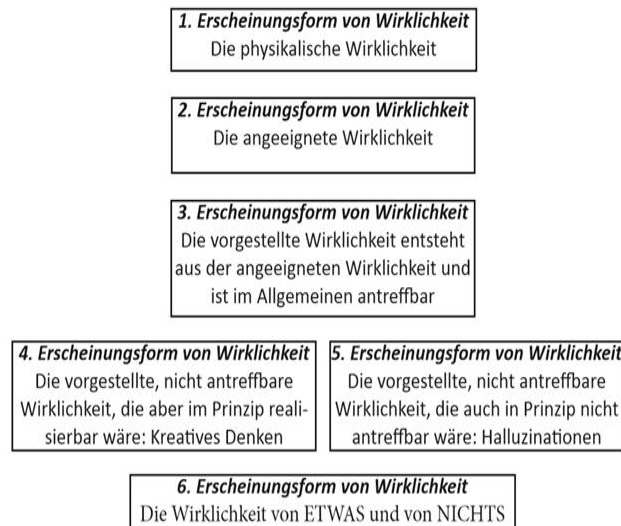 1. Erscheinungsform von Wirklichkeit
Die physikalische Wirklichkeit
2. Erscheinungsform von Wirklichkeit
Die angeeignete Wirklichkeit
3. Erscheinungsform von Wirklichkeit
Die vorgestellte Wirklichkeit entsteht
aus der angeeigneten Wirklichkeit und
ist im Allgemeinen antreffbar
4. Erscheinungsform von Wirklichkeit
Die vorgestellte, nicht antreffbare
Wirklichkeit, die aber im Prinzip reali-
sierbar wäre: Kreatives Denken
5. Erscheinungsform von Wirklichkeit
Die vorgestellte, nicht antreffbare
Wirklichkeit, die auch in Prinzip nicht
antreffbar wäre: Halluzinationen
6. Erscheinungsform von Wirklichkeit
Die Wirklichkeit von ETWAS und von NICHTS